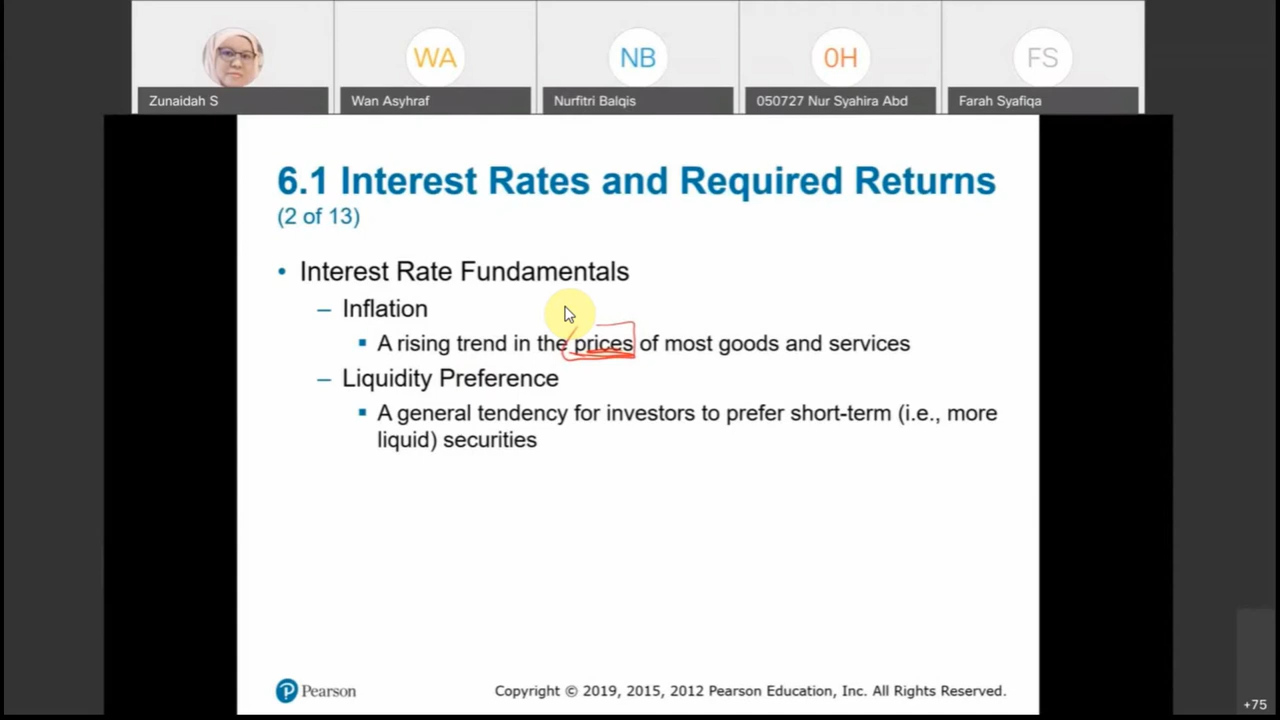 WA
NB
0H
FS
Zunaidah S
Wan Asyhraf
Nurfitri Balqis
050727 Nur Syahira Abd
Farah Syafiqa
6.1 Interest Rates and Required Returns
(2 of 13)
• Interest Rate Fundamentals
– Inflation
▪ A rising trend in the prices of most goods and services
– Liquidity Preference
▪ A general tendency for investors to prefer short-term (i.e., more
liquid) securities
P Pearson
Copyright © 2019, 2015, 2012 Pearson Education, Inc. All Rights Reserved.
+75